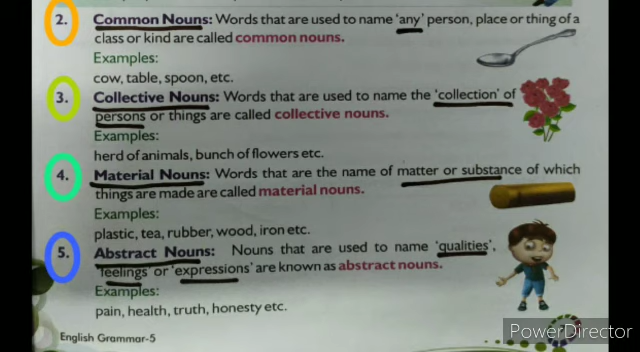 2. Common Nouns: Words that are used to name 'any' person, place or thing of a
class or kind are called common nouns.
Examples:
cow, table, spoon, etc.
3. Collective Nouns: Words that are used to name the 'collection' of
persons or things are called collective nouns.
Examples:
herd of animals, bunch of flowers etc.
4. Material Nouns: Words that are the name of matter or substance of which
things are made are called material nouns.
Examples:
plastic, tea, rubber, wood, iron etc.
5. Abstract Nouns: Nouns that are used to name 'qualities',
'feelings' or 'expressions' are known as abstract nouns.
Examples:
pain, health, truth, honesty etc.
English Grammar-5
PowerDirector